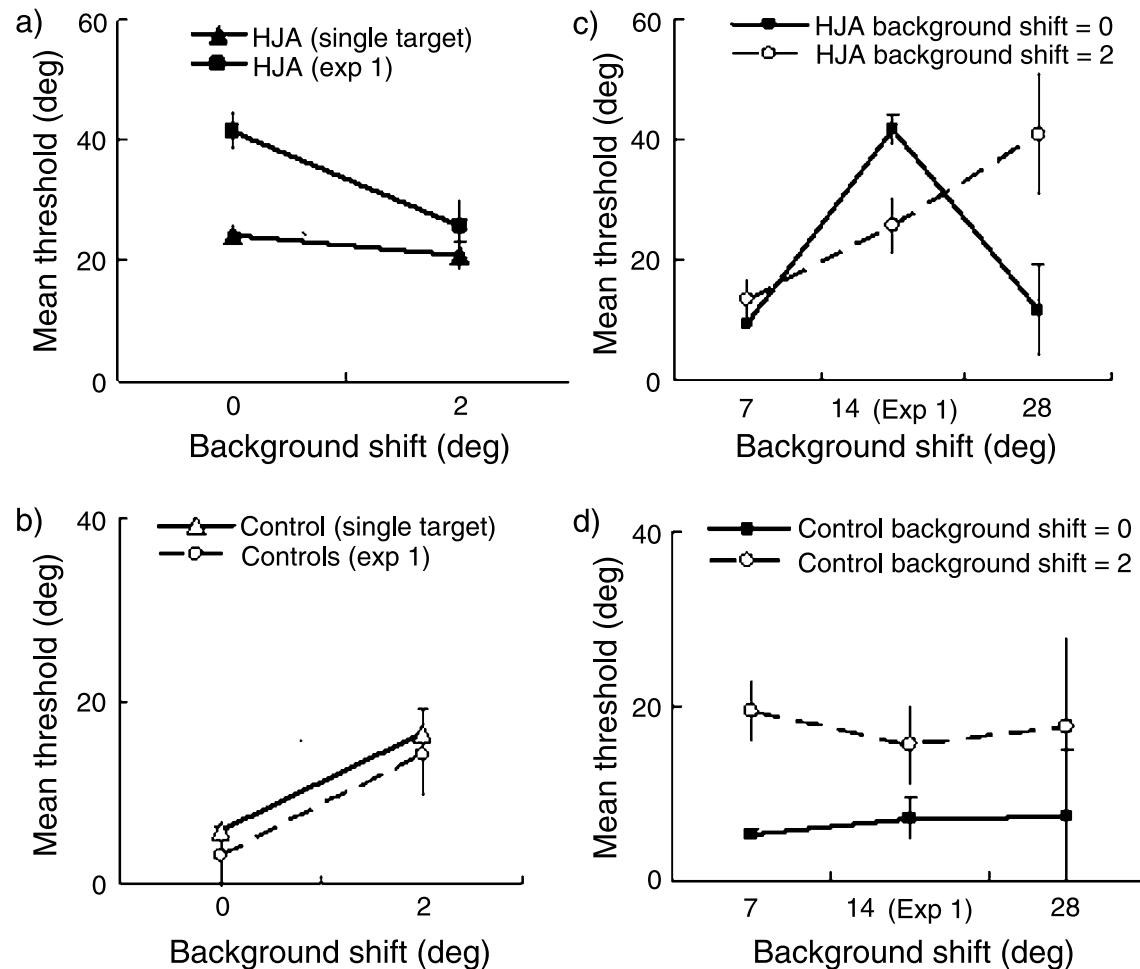 a)
60
HJA (single target)
HJA (exp 1)
40
20
0
0
2
Mean threshold (deg)
Background shift (deg)
c)
60
HJA background shift = 0
HJA background shift = 2
40
20
0
7
14 (Exp 1)
28
Mean threshold (deg)
Background shift (deg)
b)
40
Control (single target)
Controls (exp 1)
20
0
0
2
Mean threshold (deg)
Background shift (deg)
d)
40
Control background shift = 0
Control background shift = 2
20
0
7
14 (Exp 1)
28
Mean threshold (deg)
Background shift (deg)